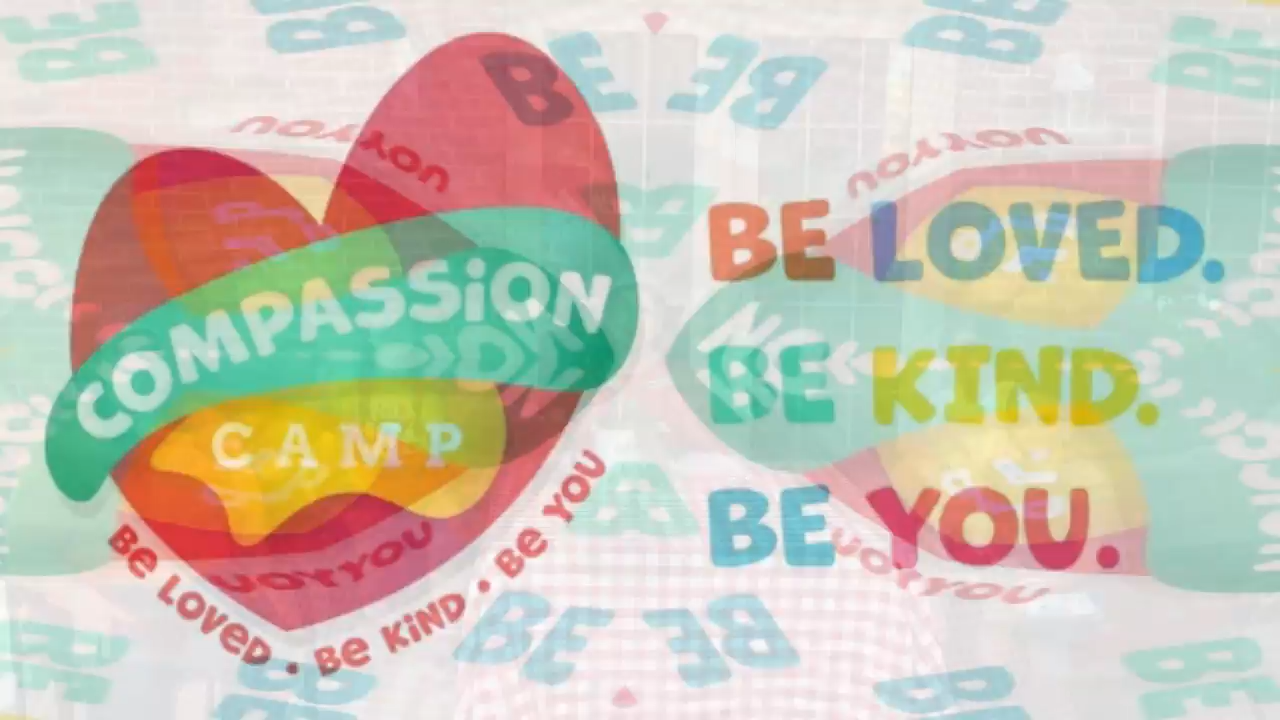 COMPASSiON
CAMP
Be LOVeD • Be KiND • Be YOU
BE LOVED.
BE KIND.
BE YOU.